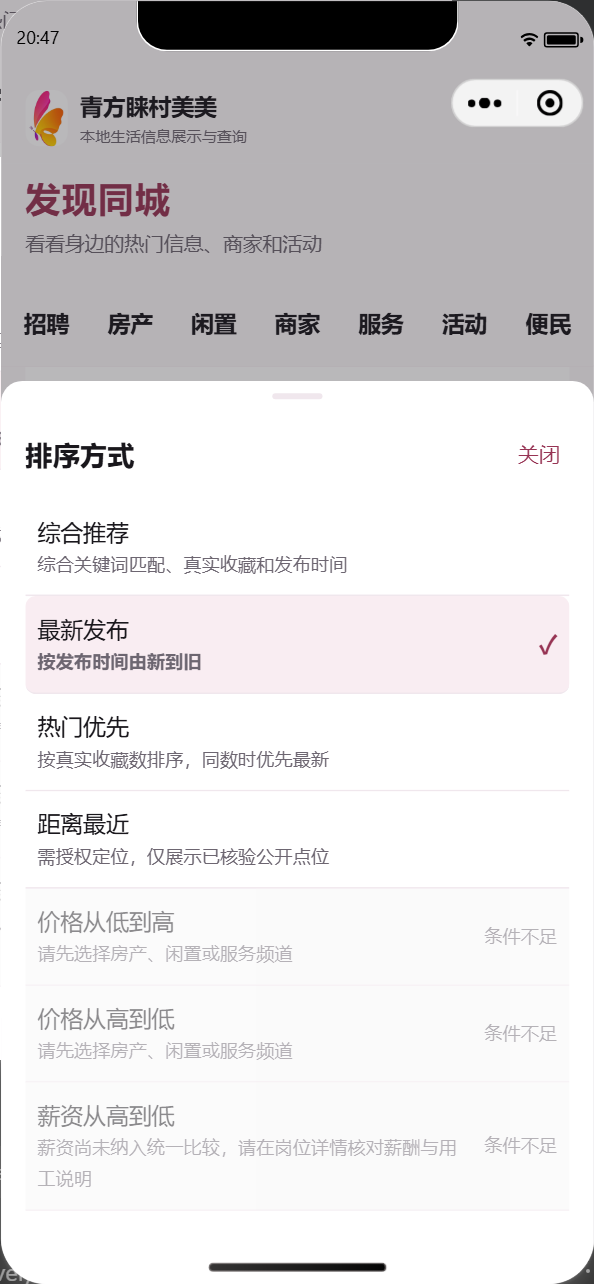 20:47
青方睐村美美
本地生活信息展示与查询
发现同城
看看身边的热门信息、商家和活动
招聘 房产 闲置 商家 服务 活动 便民
排序方式 关闭
综合推荐
综合关键词匹配、真实收藏和发布时间
最新发布
按发布时间由新到旧
热门优先
按真实收藏数排序，同数时优先最新
距离最近
需授权定位，仅展示已核验公开点位
价格从低到高
请先选择房产、闲置或服务频道 条件不足
价格从高到低
请先选择房产、闲置或服务频道 条件不足
薪资从高到低
薪资尚未纳入统一比较，请在岗位详情核对薪酬与用 条件不足
工说明